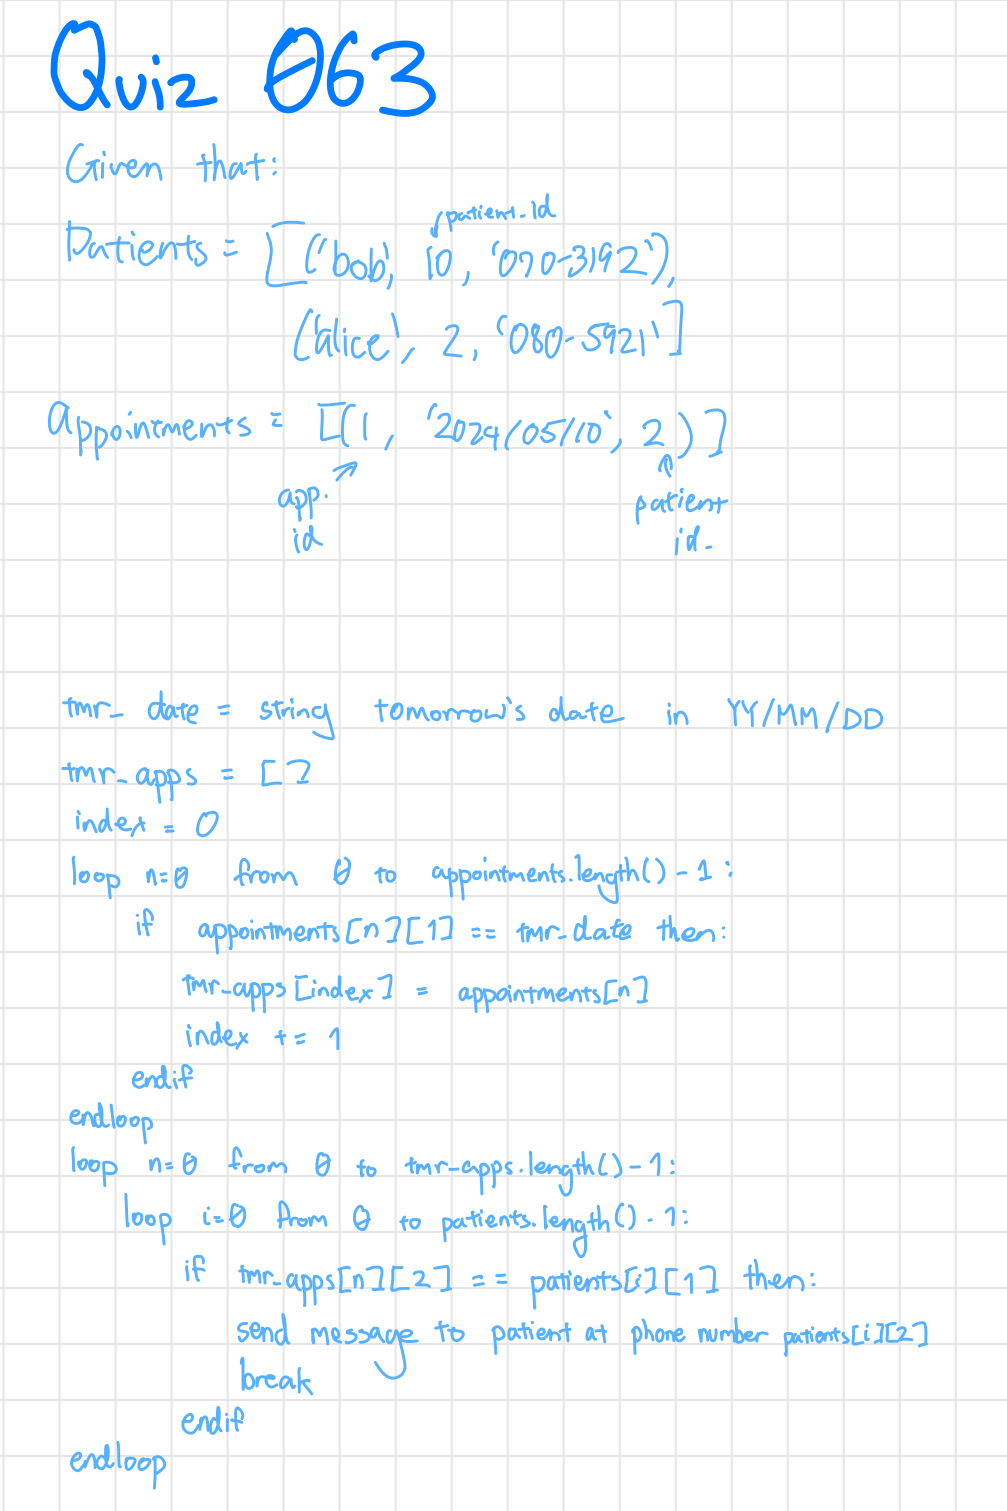 Quiz 063
Given that:
patient_id
Patients = [('bob', 10, '070-3192'),
('alice', 2, '080-5921']
appointments = [(1, '2024/05/10', 2)]
app. patient
id id.
tmr_date = string tomorrow's date in YY/MM/DD
tmr_apps = []
index = 0
loop n=0 from 0 to appointments.length()-1:
if appointments[n][1] == tmr_date then:
tmr_apps[index] = appointments[n]
index += 1
endif
endloop
loop n=0 from 0 to tmr_apps.length()-1:
loop i=0 from 0 to patients.length()-1:
if tmr_apps[n][2] == patients[i][1] then:
send message to patient at phone number patients[i][2]
break
endif
endloop